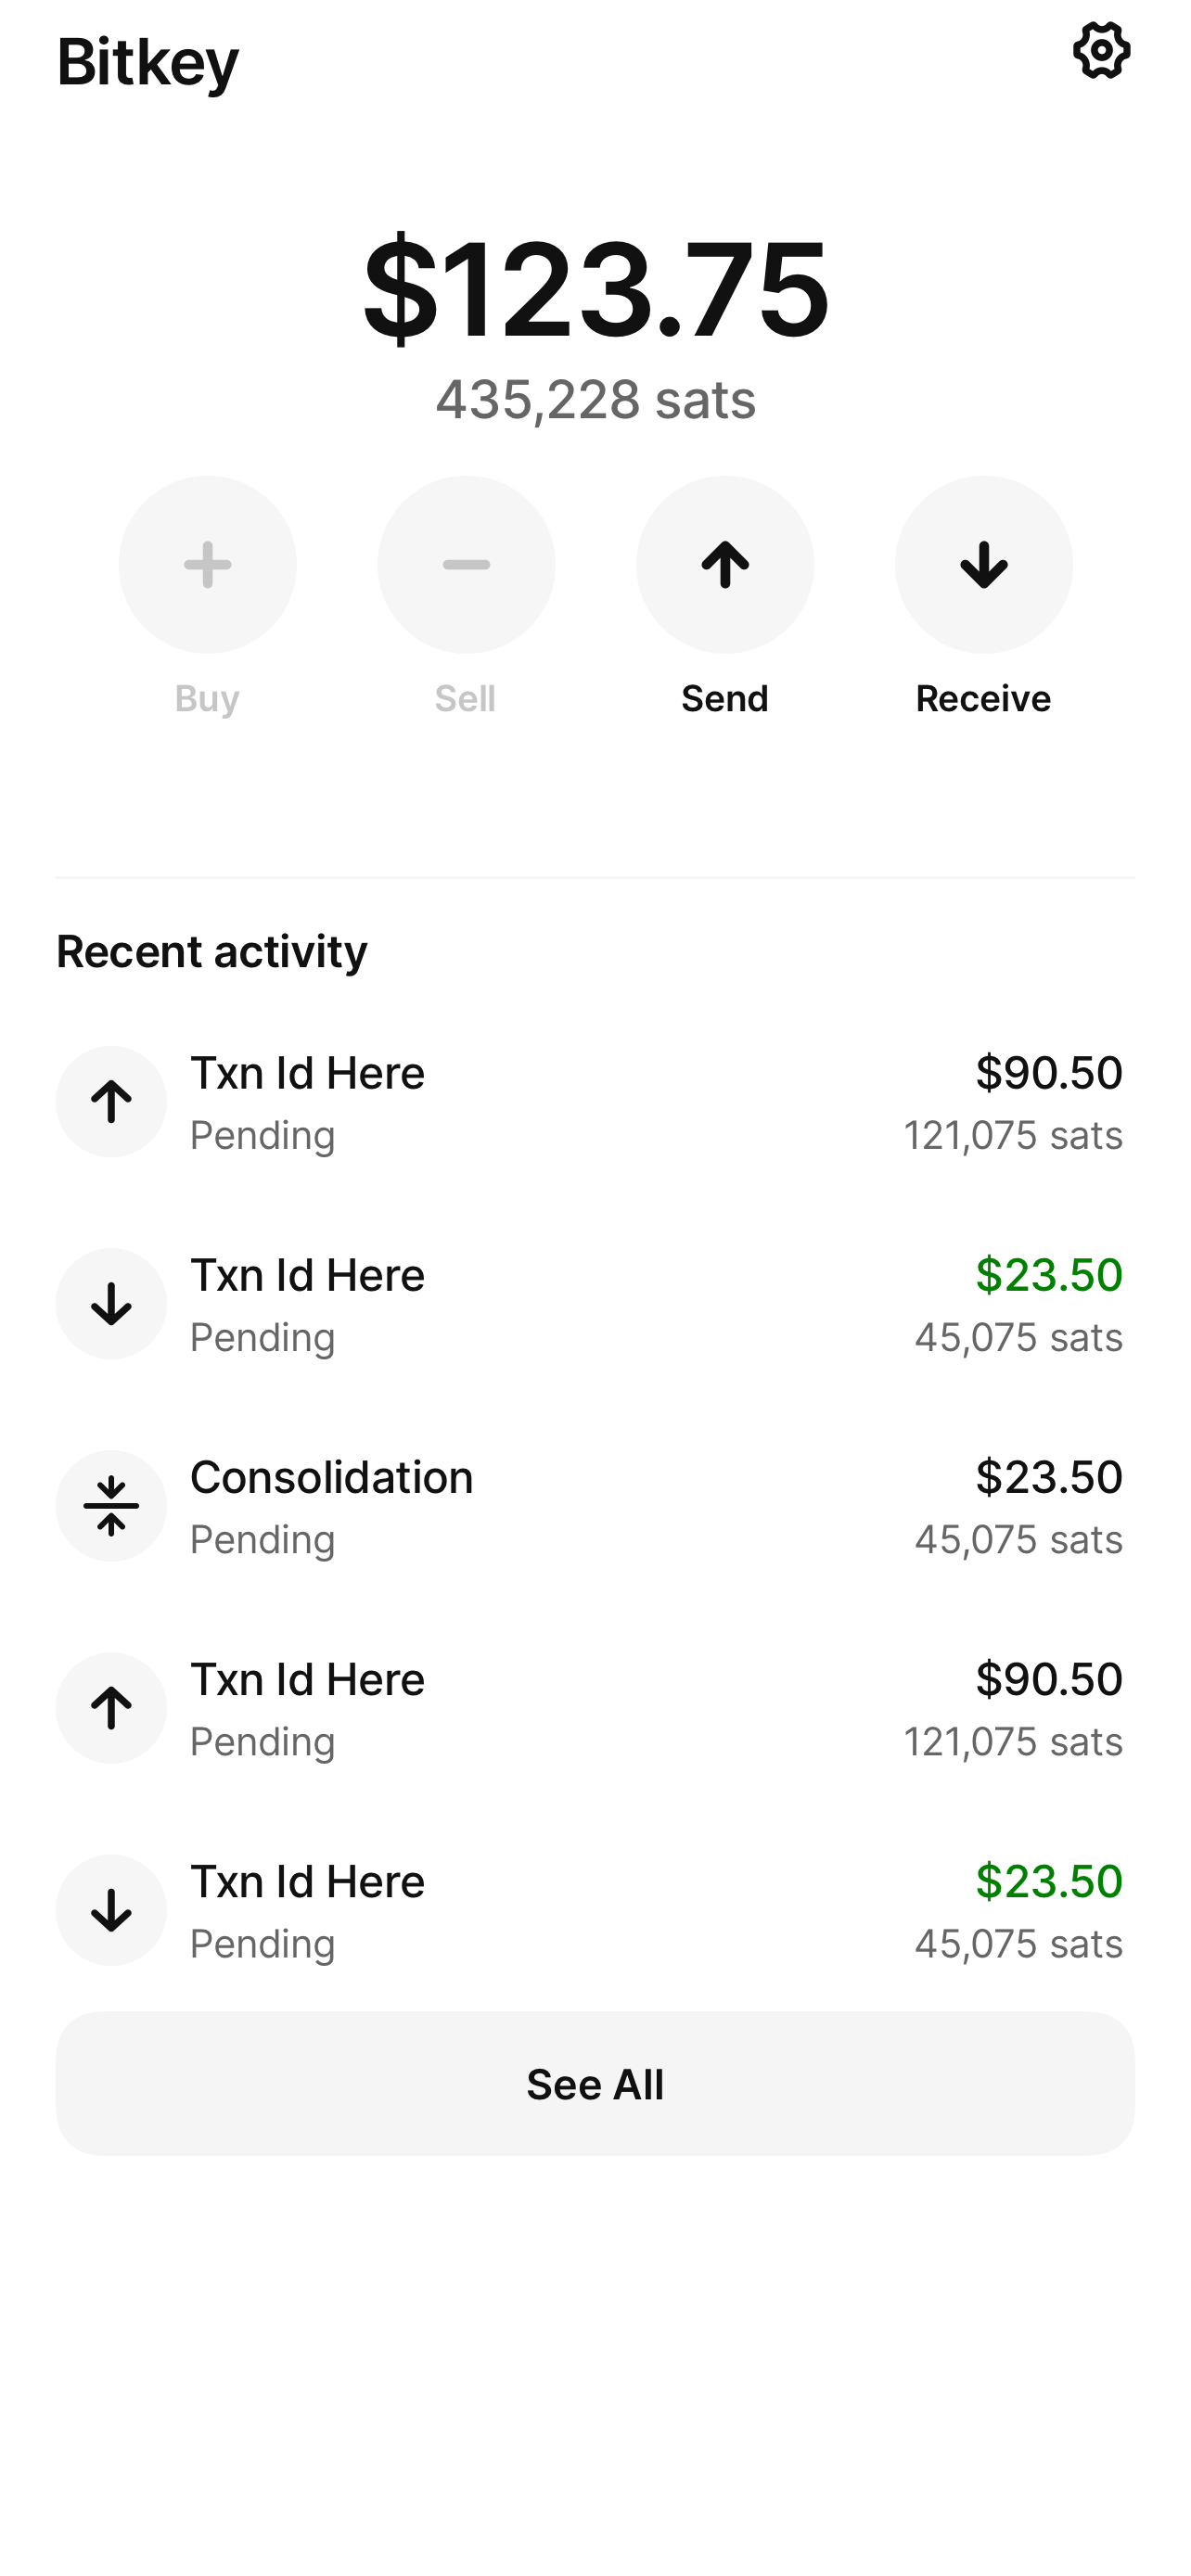 Bitkey
$123.75
435,228 sats
Buy Sell Send Receive
Recent activity
Txn Id Here $90.50
Pending 121,075 sats
Txn Id Here $23.50
Pending 45,075 sats
Consolidation $23.50
Pending 45,075 sats
Txn Id Here $90.50
Pending 121,075 sats
Txn Id Here $23.50
Pending 45,075 sats
See All